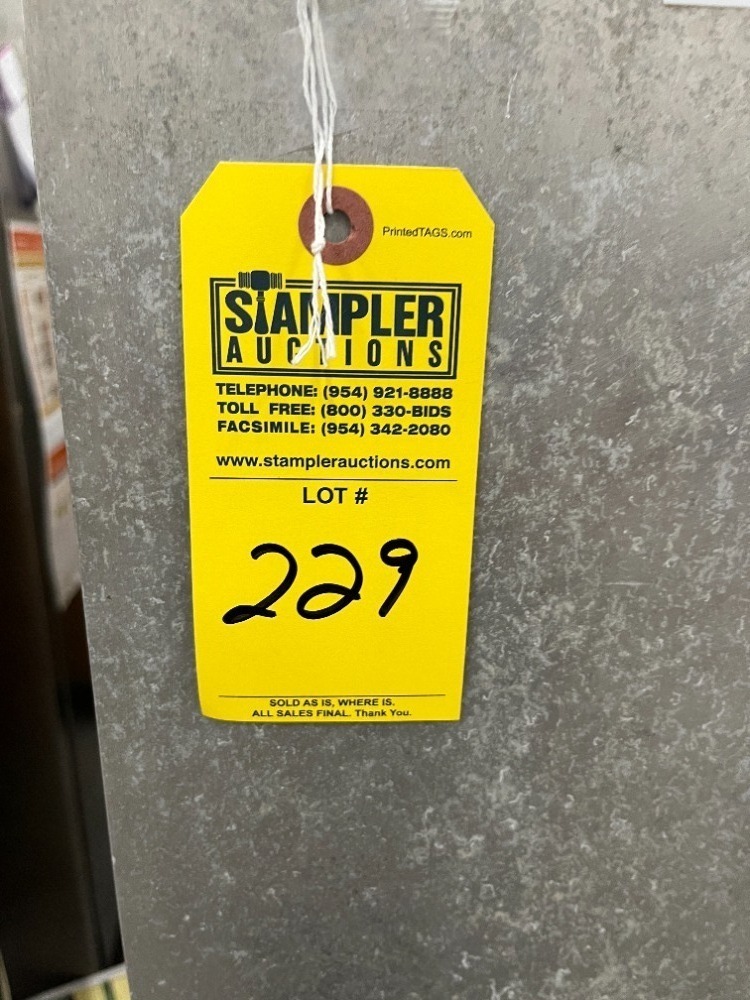 PrintedTAGS.com
STAMPLER
AUCTIONS
TELEPHONE: (954) 921-8888
TOLL FREE: (800) 330-BIDS
FACSIMILE: (954) 342-2080
www.stamplerauctions.com
LOT #
229
SOLD AS IS, WHERE IS.
ALL SALES FINAL. Thank You.